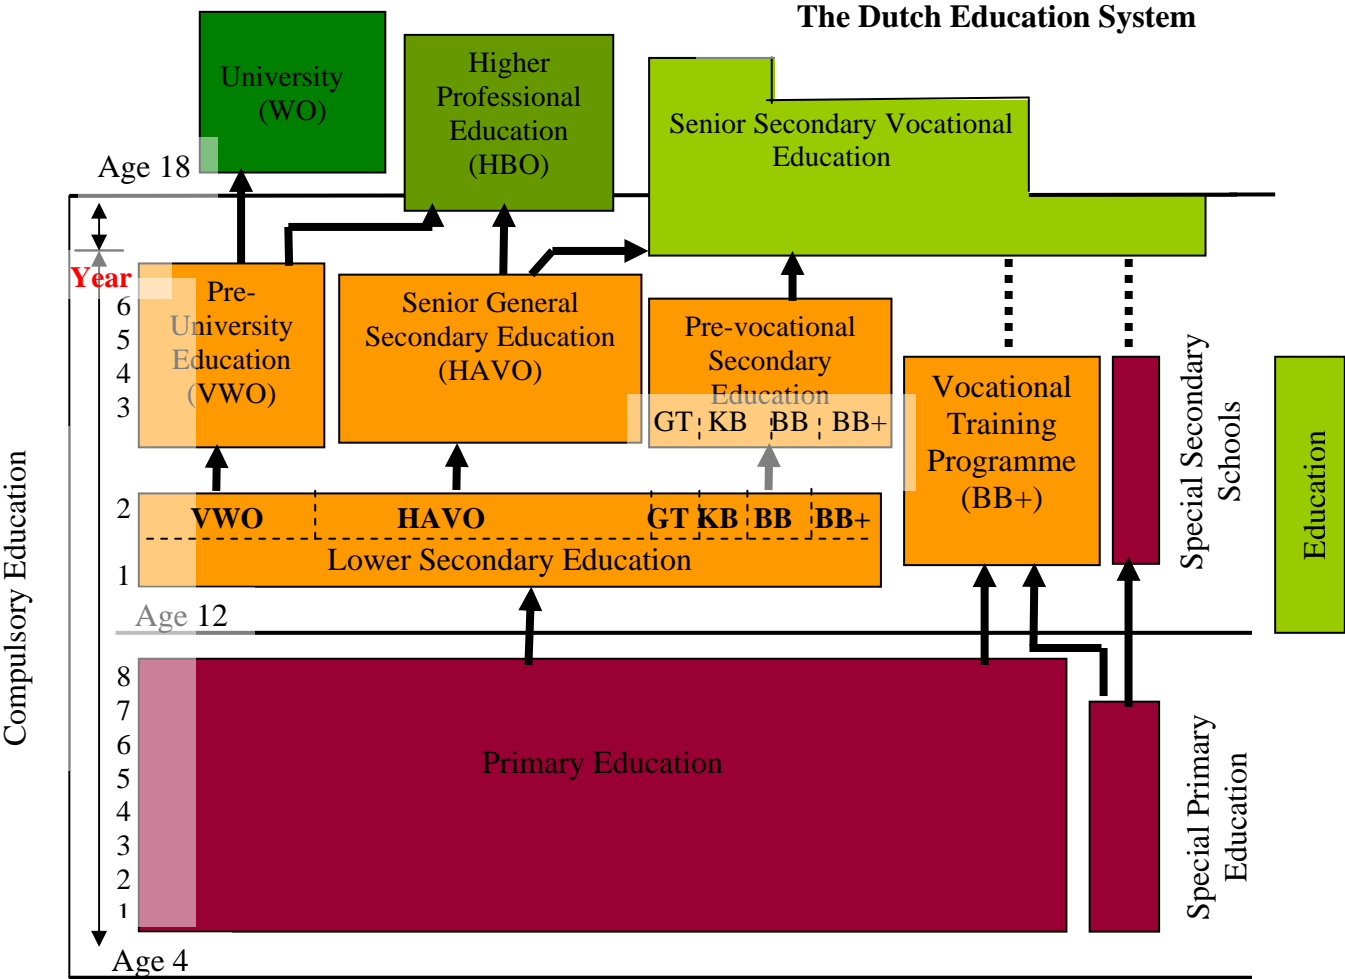 The Dutch Education System
University
(WO)
Higher
Professional
Education
(HBO)
Senior Secondary Vocational
Education
Age 18
Year
6
5
4
3
Pre-
University
Education
(VWO)
Senior General
Secondary Education
(HAVO)
Pre-vocational
Secondary
Education
GT KB BB BB+
Vocational
Training
Programme
(BB+)
Special Secondary
Schools
Education
Compulsory Education
2
1
VWO HAVO GT KB BB BB+
Lower Secondary Education
Age 12
8
7
6
5
4
3
2
1
Primary Education
Special Primary
Education
Age 4